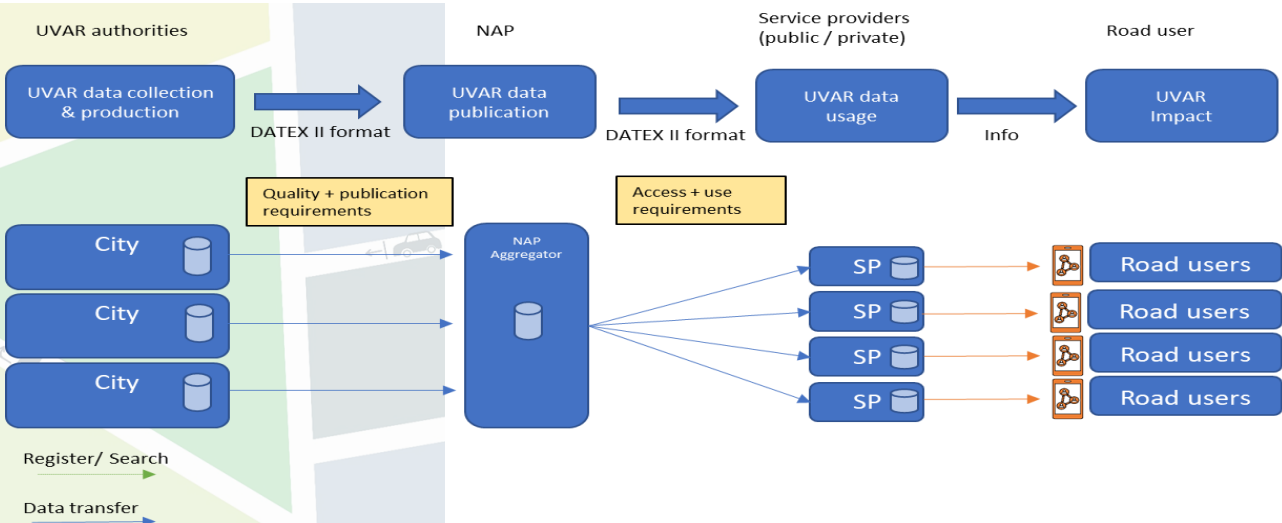 UVAR authorities
NAP
Service providers
(public / private)
Road user
UVAR data collection
& production
DATEX II format
UVAR data
publication
DATEX II format
UVAR data
usage
Info
UVAR
Impact
Quality + publication
requirements
Access + use
requirements
City
City
City
NAP
Aggregator
SP
Road users
SP
Road users
SP
Road users
SP
Road users
Register/ Search
Data transfer